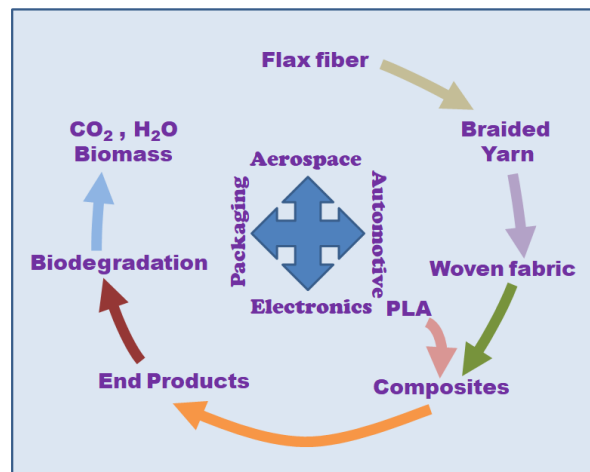 Flax fiber
Braided
Yarn
Woven fabric
PLA
Composites
End Products
Biodegradation
CO₂ , H₂O
Biomass
Aerospace
Automotive
Electronics
Packaging